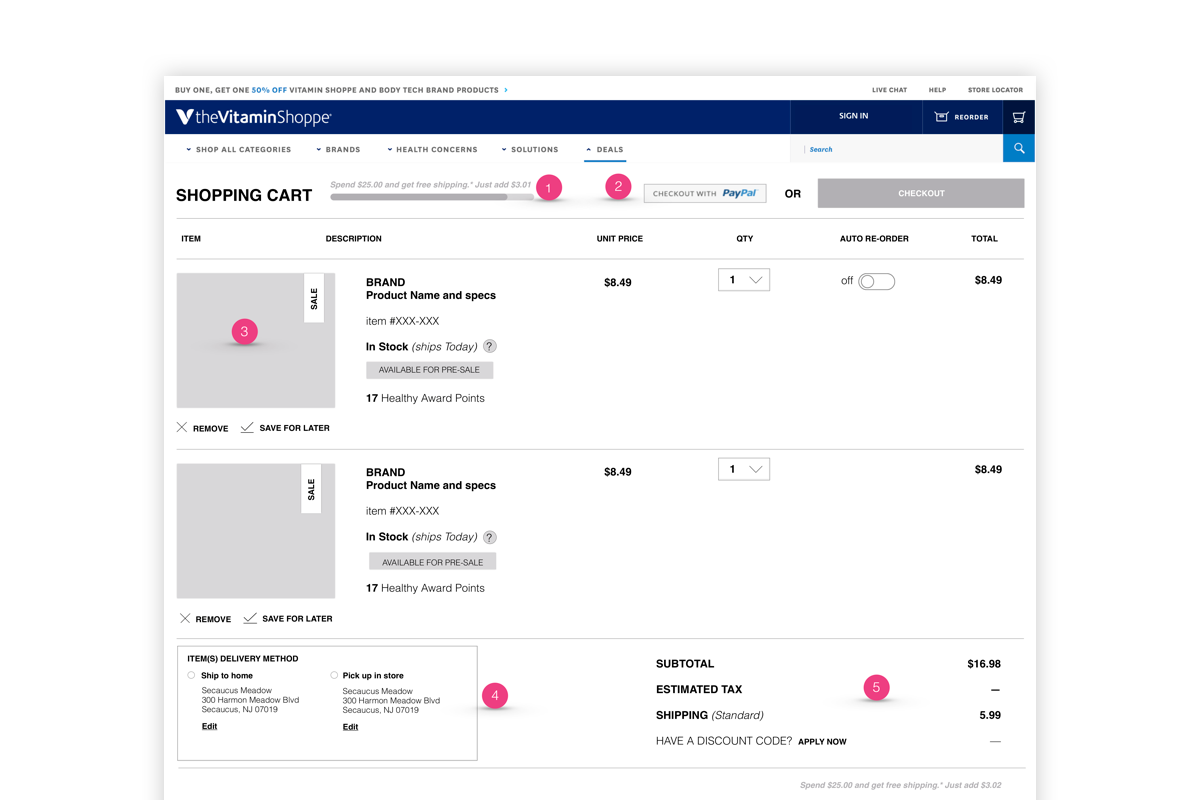 BUY ONE, GET ONE 50% OFF VITAMIN SHOPPE AND BODY TECH BRAND PRODUCTS >
LIVE CHAT HELP STORE LOCATOR
theVitaminShoppe
SIGN IN REORDER
SHOP ALL CATEGORIES BRANDS HEALTH CONCERNS SOLUTIONS DEALS
Search
SHOPPING CART
Spend $25.00 and get free shipping.* Just add $3.01
1
2
CHECKOUT WITH PayPal OR CHECKOUT
ITEM DESCRIPTION UNIT PRICE QTY AUTO RE-ORDER TOTAL
SALE
3
BRAND $8.49 1 off $8.49
Product Name and specs
item #XXX-XXX
In Stock (ships Today) ?
AVAILABLE FOR PRE-SALE
17 Healthy Award Points
REMOVE SAVE FOR LATER
SALE
BRAND $8.49 1 $8.49
Product Name and specs
item #XXX-XXX
In Stock (ships Today) ?
AVAILABLE FOR PRE-SALE
17 Healthy Award Points
REMOVE SAVE FOR LATER
ITEM(S) DELIVERY METHOD
Ship to home
Secaucus Meadow
300 Harmon Meadow Blvd
Secaucus, NJ 07019
Edit
Pick up in store
Secaucus Meadow
300 Harmon Meadow Blvd
Secaucus, NJ 07019
Edit
4
SUBTOTAL $16.98
5
ESTIMATED TAX —
SHIPPING (Standard) 5.99
HAVE A DISCOUNT CODE? APPLY NOW —
Spend $25.00 and get free shipping.* Just add $3.02